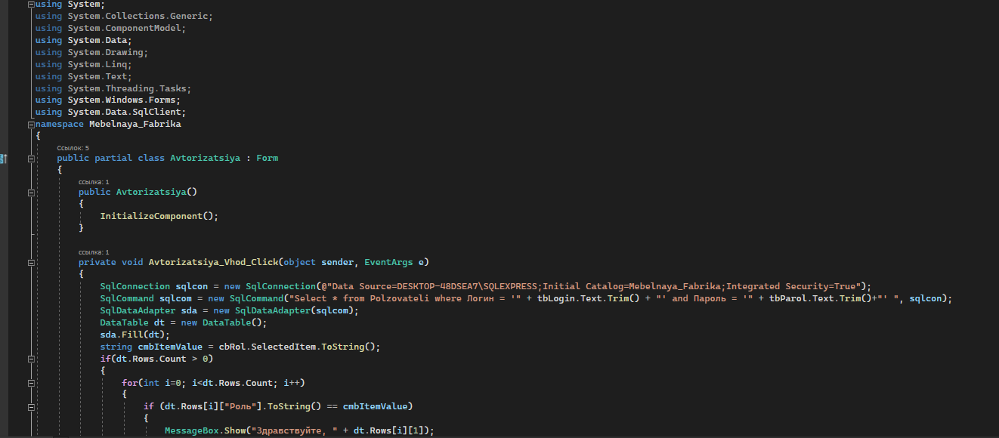 using System;
using System.Collections.Generic;
using System.ComponentModel;
using System.Data;
using System.Drawing;
using System.Linq;
using System.Text;
using System.Threading.Tasks;
using System.Windows.Forms;
using System.Data.SqlClient;
namespace Mebelnaya_Fabrika
{
Ссылок: 5
public partial class Avtorizatsiya : Form
{
ссылка: 1
public Avtorizatsiya()
{
InitializeComponent();
}
ссылка: 1
private void Avtorizatsiya_Vhod_Click(object sender, EventArgs e)
{
SqlConnection sqlcon = new SqlConnection(@"Data Source=DESKTOP-48DSEA7\SQLEXPRESS;Initial Catalog=Mebelnaya_Fabrika;Integrated Security=True");
SqlCommand sqlcom = new SqlCommand("Select * from Polzovateli where Логин = '" + tbLogin.Text.Trim() + "' and Пароль = '" + tbParol.Text.Trim()+"' ", sqlcon);
SqlDataAdapter sda = new SqlDataAdapter(sqlcom);
DataTable dt = new DataTable();
sda.Fill(dt);
string cmbItemValue = cbRol.SelectedItem.ToString();
if(dt.Rows.Count > 0)
{
for(int i=0; i<dt.Rows.Count; i++)
{
if (dt.Rows[i]["Роль"].ToString() == cmbItemValue)
{
MessageBox.Show("Здравствуйте, " + dt.Rows[i][1]);